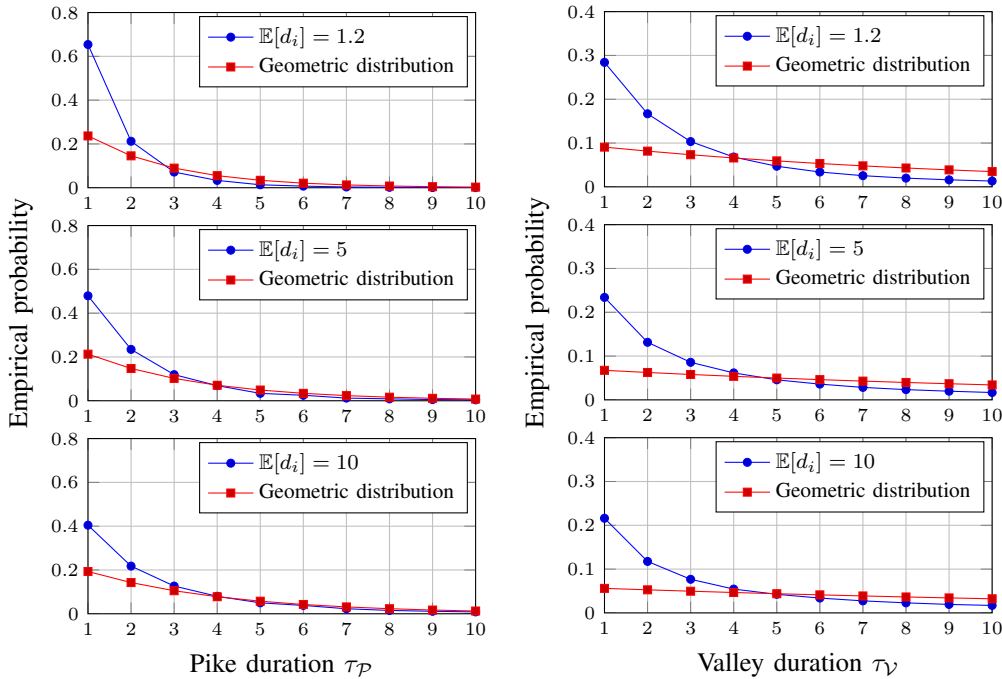 0.8
0.6
0.4
0.2
0
1 2 3 4 5 6 7 8 9 10
𝔼[d_i] = 1.2
Geometric distribution
0.8
0.6
0.4
0.2
0
1 2 3 4 5 6 7 8 9 10
𝔼[d_i] = 5
Geometric distribution
0.8
0.6
0.4
0.2
0
1 2 3 4 5 6 7 8 9 10
𝔼[d_i] = 10
Geometric distribution
Empirical probability
Pike duration τ_𝒫
0.4
0.3
0.2
0.1
0
1 2 3 4 5 6 7 8 9 10
𝔼[d_i] = 1.2
Geometric distribution
0.4
0.3
0.2
0.1
0
1 2 3 4 5 6 7 8 9 10
𝔼[d_i] = 5
Geometric distribution
0.4
0.3
0.2
0.1
0
1 2 3 4 5 6 7 8 9 10
𝔼[d_i] = 10
Geometric distribution
Empirical probability
Valley duration τ_𝒱